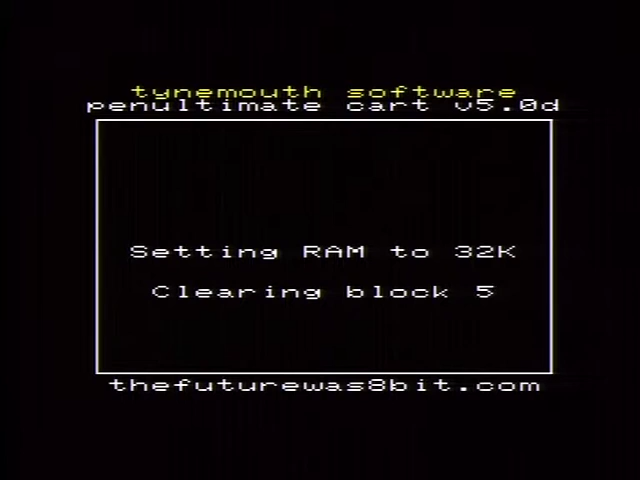 tynemouth software
penultimate cart v5.0d
Setting RAM to 32K
Clearing block 5
thefuturewas8bit.com